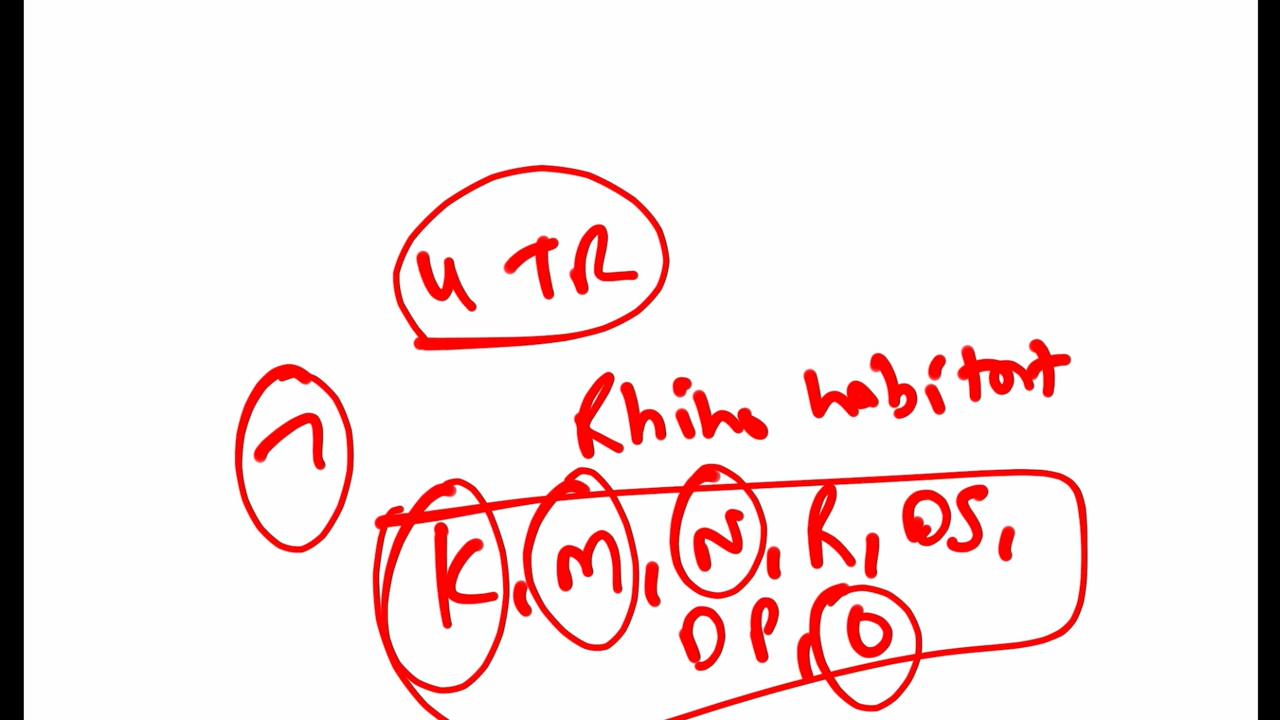 4 TR
7
Rhino habitat
K, M, N, R, OS,
DP, O